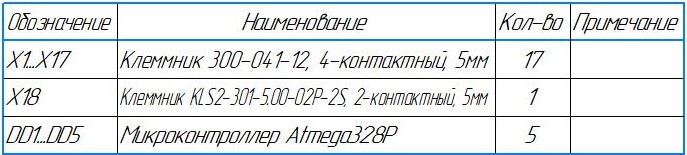 Обозначение Наименование Кол-во Примечание
X1...X17 Клеммник 300-041-12, 4-контактный, 5мм 17
X18 Клеммник KLS2-301-5.00-02P-2S, 2-контактный, 5мм 1
DD1...DD5 Микроконтроллер Atmega328P 5